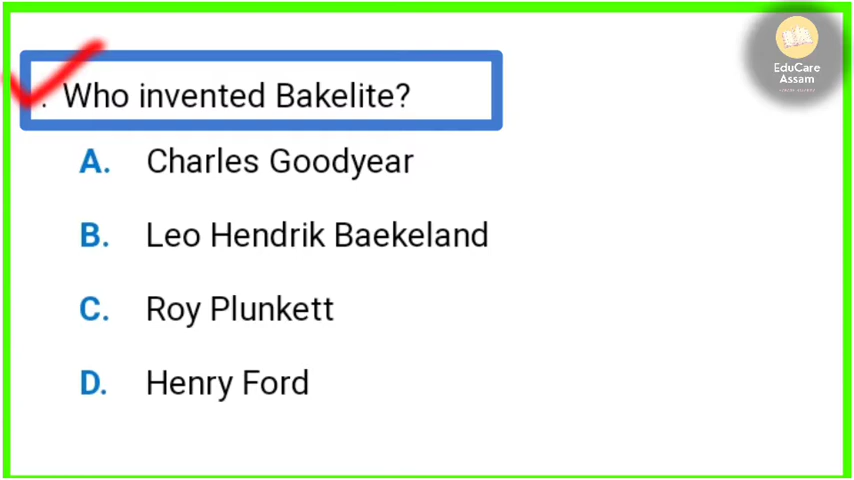 EduCare
Assam
. Who invented Bakelite?
A. Charles Goodyear
B. Leo Hendrik Baekeland
C. Roy Plunkett
D. Henry Ford